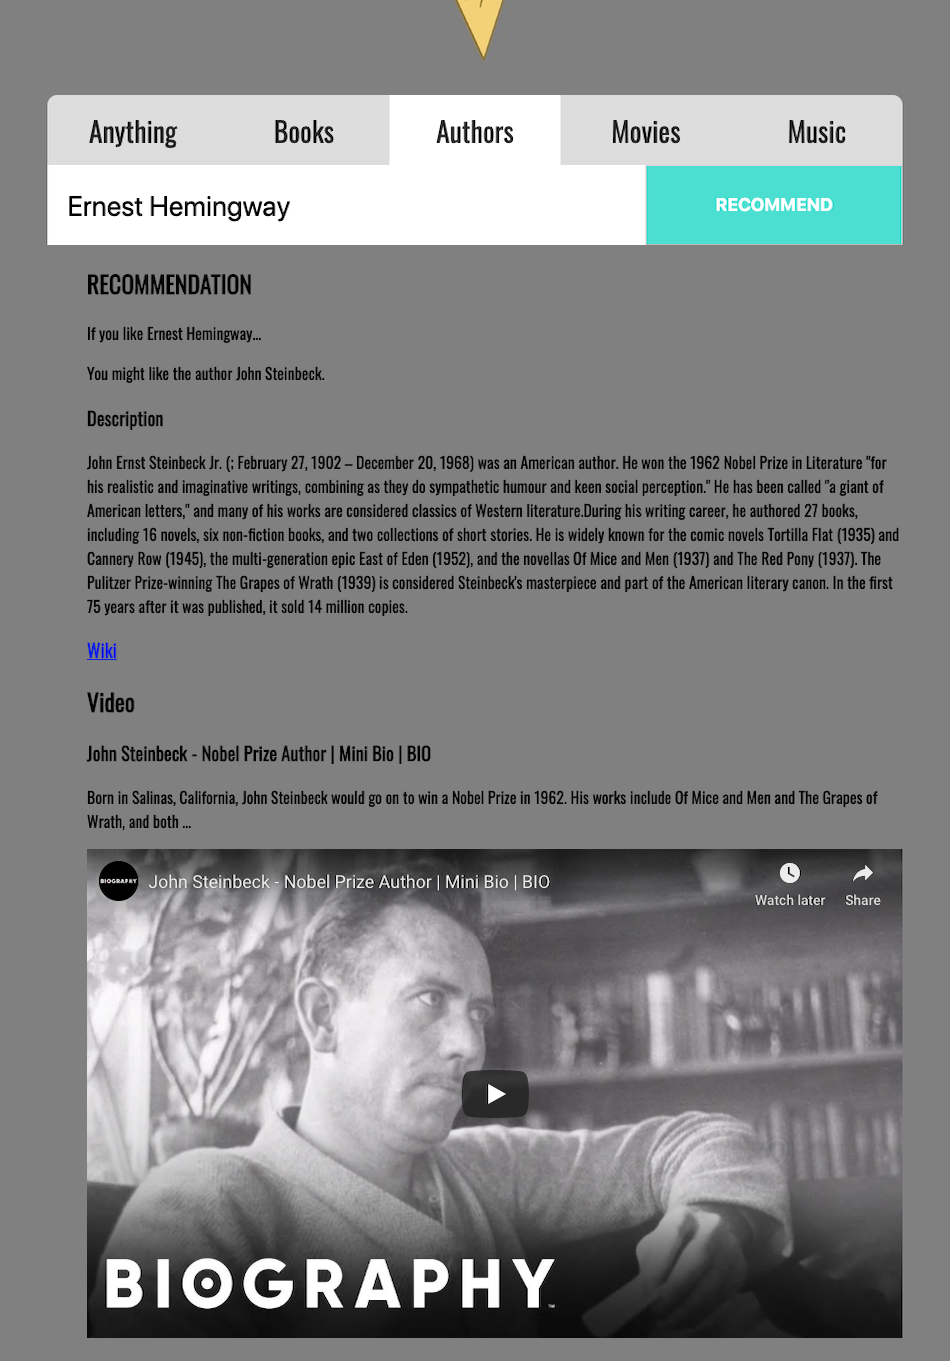 Anything Books Authors Movies Music
Ernest Hemingway RECOMMEND
RECOMMENDATION
If you like Ernest Hemingway...
You might like the author John Steinbeck.
Description
John Ernst Steinbeck Jr. (; February 27, 1902 – December 20, 1968) was an American author. He won the 1962 Nobel Prize in Literature "for
his realistic and imaginative writings, combining as they do sympathetic humour and keen social perception." He has been called "a giant of
American letters," and many of his works are considered classics of Western literature.During his writing career, he authored 27 books,
including 16 novels, six non-fiction books, and two collections of short stories. He is widely known for the comic novels Tortilla Flat (1935) and
Cannery Row (1945), the multi-generation epic East of Eden (1952), and the novellas Of Mice and Men (1937) and The Red Pony (1937). The
Pulitzer Prize-winning The Grapes of Wrath (1939) is considered Steinbeck's masterpiece and part of the American literary canon. In the first
75 years after it was published, it sold 14 million copies.
Wiki
Video
John Steinbeck - Nobel Prize Author | Mini Bio | BIO
Born in Salinas, California, John Steinbeck would go on to win a Nobel Prize in 1962. His works include Of Mice and Men and The Grapes of
Wrath, and both ...
BIOGRAPHY John Steinbeck - Nobel Prize Author | Mini Bio | BIO
Watch later Share
BIOGRAPHY™